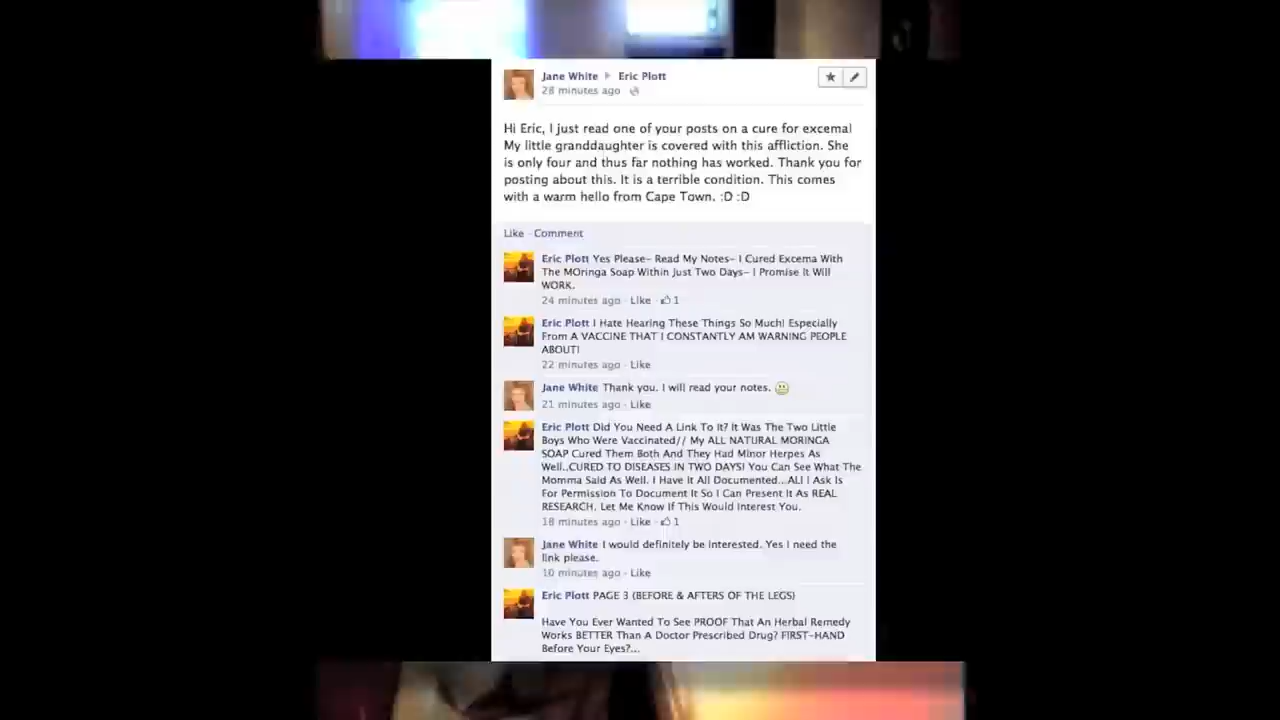 Jane White ▶ Eric Plott
28 minutes ago
Hi Eric, I just read one of your posts on a cure for excema!
My little granddaughter is covered with this affliction. She
is only four and thus far nothing has worked. Thank you for
posting about this. It is a terrible condition. This comes
with a warm hello from Cape Town. :D :D
Like · Comment
Eric Plott Yes Please- Read My Notes- I Cured Excema With
The MOringa Soap Within Just Two Days- I Promise It Will
WORK.
24 minutes ago · Like · 1
Eric Plott I Hate Hearing These Things So Much! Especially
From A VACCINE THAT I CONSTANTLY AM WARNING PEOPLE
ABOUT!
22 minutes ago · Like
Jane White Thank you. I will read your notes.
21 minutes ago · Like
Eric Plott Did You Need A Link To It? It Was The Two Little
Boys Who Were Vaccinated// My ALL NATURAL MORINGA
SOAP Cured Them Both And They Had Minor Herpes As
Well..CURED TO DISEASES IN TWO DAYS! You Can See What The
Momma Said As Well. I Have It All Documented...ALl I Ask Is
For Permission To Document It So I Can Present It As REAL
RESEARCH. Let Me Know If This Would Interest You.
18 minutes ago · Like · 1
Jane White I would definitely be interested. Yes I need the
link please.
10 minutes ago · Like
Eric Plott PAGE 3 (BEFORE & AFTERS OF THE LEGS)
Have You Ever Wanted To See PROOF That An Herbal Remedy
Works BETTER Than A Doctor Prescribed Drug? FIRST-HAND
Before Your Eyes?...